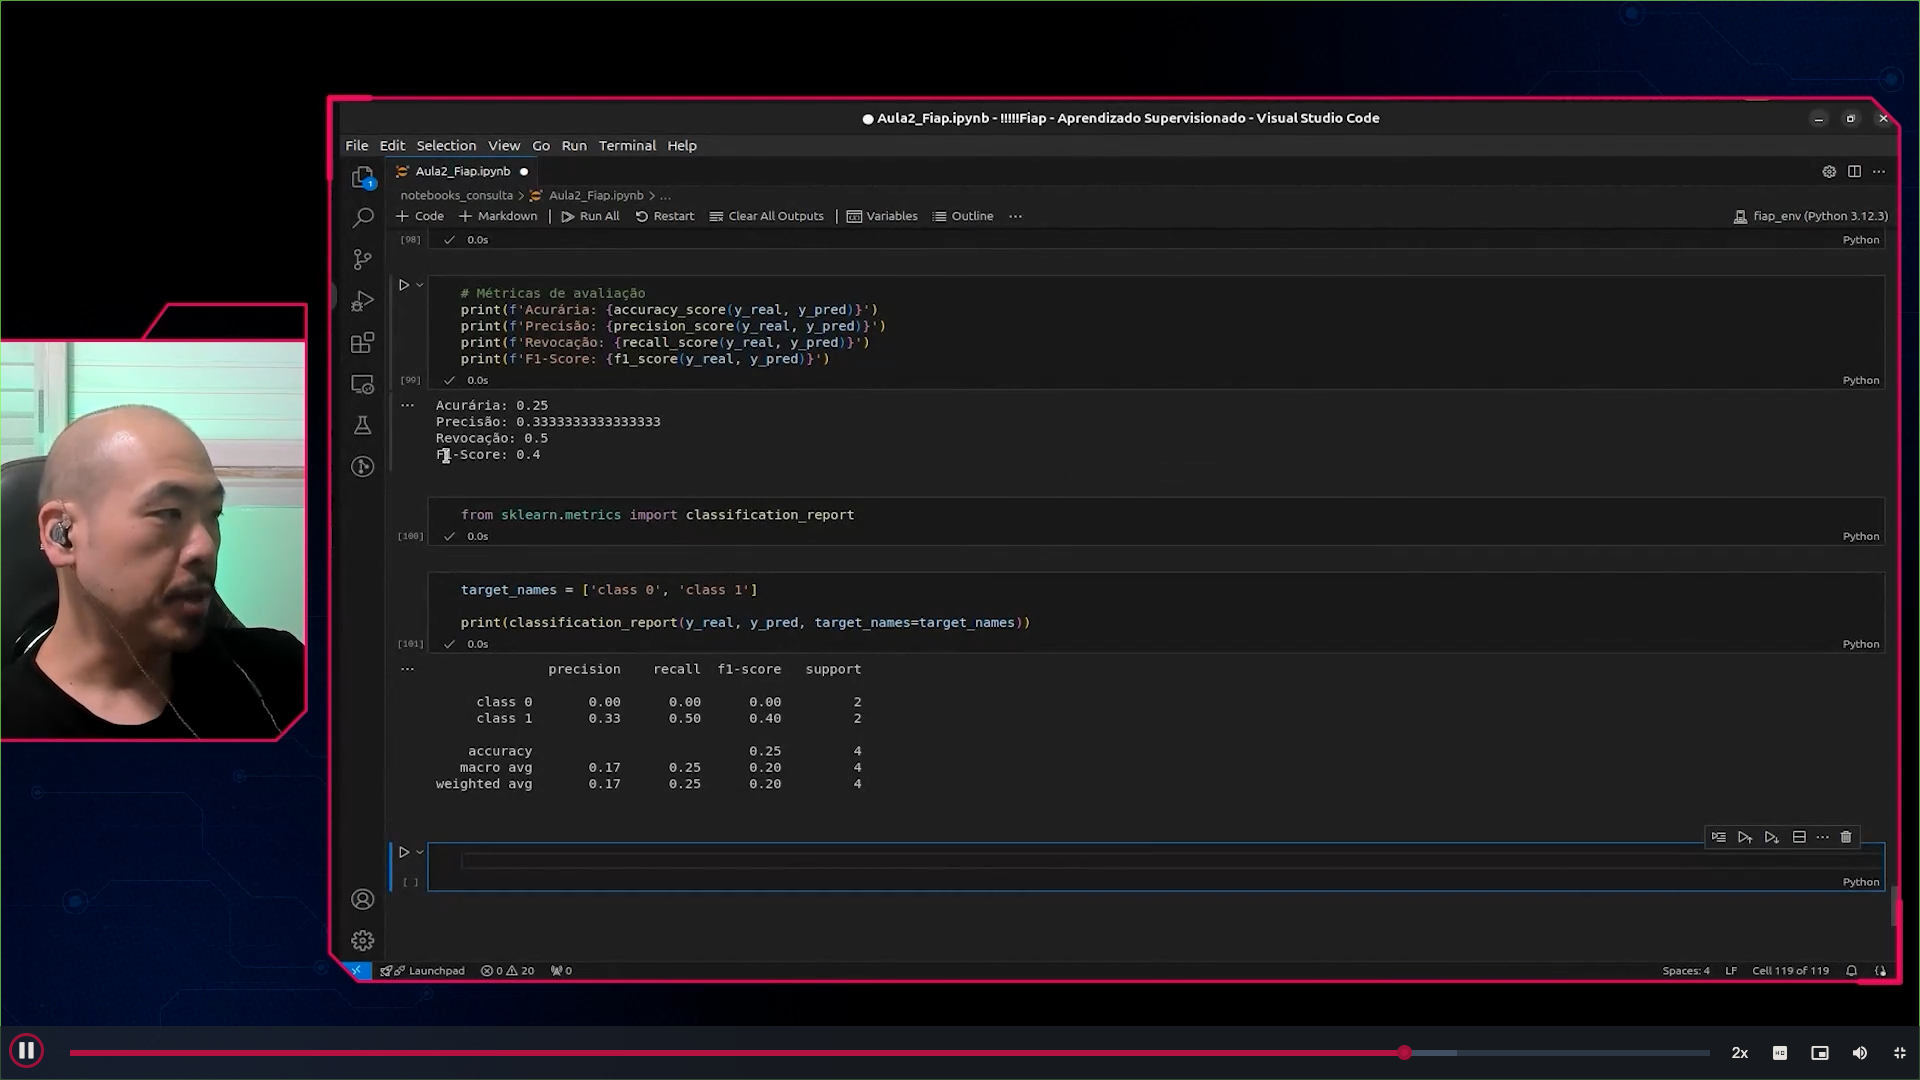 Aula2_Fiap.ipynb - !!!!!Fiap - Aprendizado Supervisionado - Visual Studio Code
File Edit Selection View Go Run Terminal Help
1
Aula2_Fiap.ipynb
notebooks_consulta > Aula2_Fiap.ipynb > ...
+ Code + Markdown Run All Restart Clear All Outputs Variables Outline ... fiap_env (Python 3.12.3)
[98] 0.0s Python
# Métricas de avaliação
print(f'Acurária: {accuracy_score(y_real, y_pred)}')
print(f'Precisão: {precision_score(y_real, y_pred)}')
print(f'Revocação: {recall_score(y_real, y_pred)}')
print(f'F1-Score: {f1_score(y_real, y_pred)}')
[99] 0.0s Python
... Acurária: 0.25
Precisão: 0.3333333333333333
Revocação: 0.5
F1-Score: 0.4
from sklearn.metrics import classification_report
[100] 0.0s Python
target_names = ['class 0', 'class 1']
print(classification_report(y_real, y_pred, target_names=target_names))
[101] 0.0s Python
... precision recall f1-score support
class 0 0.00 0.00 0.00 2
class 1 0.33 0.50 0.40 2
accuracy 0.25 4
macro avg 0.17 0.25 0.20 4
weighted avg 0.17 0.25 0.20 4
[ ] Python
Launchpad 0 20 0 Spaces: 4 LF Cell 119 of 119
2x HD